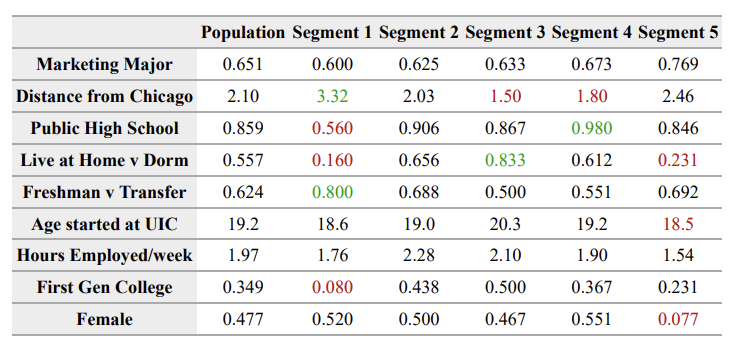 Population Segment 1 Segment 2 Segment 3 Segment 4 Segment 5
Marketing Major 0.651 0.600 0.625 0.633 0.673 0.769
Distance from Chicago 2.10 3.32 2.03 1.50 1.80 2.46
Public High School 0.859 0.560 0.906 0.867 0.980 0.846
Live at Home v Dorm 0.557 0.160 0.656 0.833 0.612 0.231
Freshman v Transfer 0.624 0.800 0.688 0.500 0.551 0.692
Age started at UIC 19.2 18.6 19.0 20.3 19.2 18.5
Hours Employed/week 1.97 1.76 2.28 2.10 1.90 1.54
First Gen College 0.349 0.080 0.438 0.500 0.367 0.231
Female 0.477 0.520 0.500 0.467 0.551 0.077